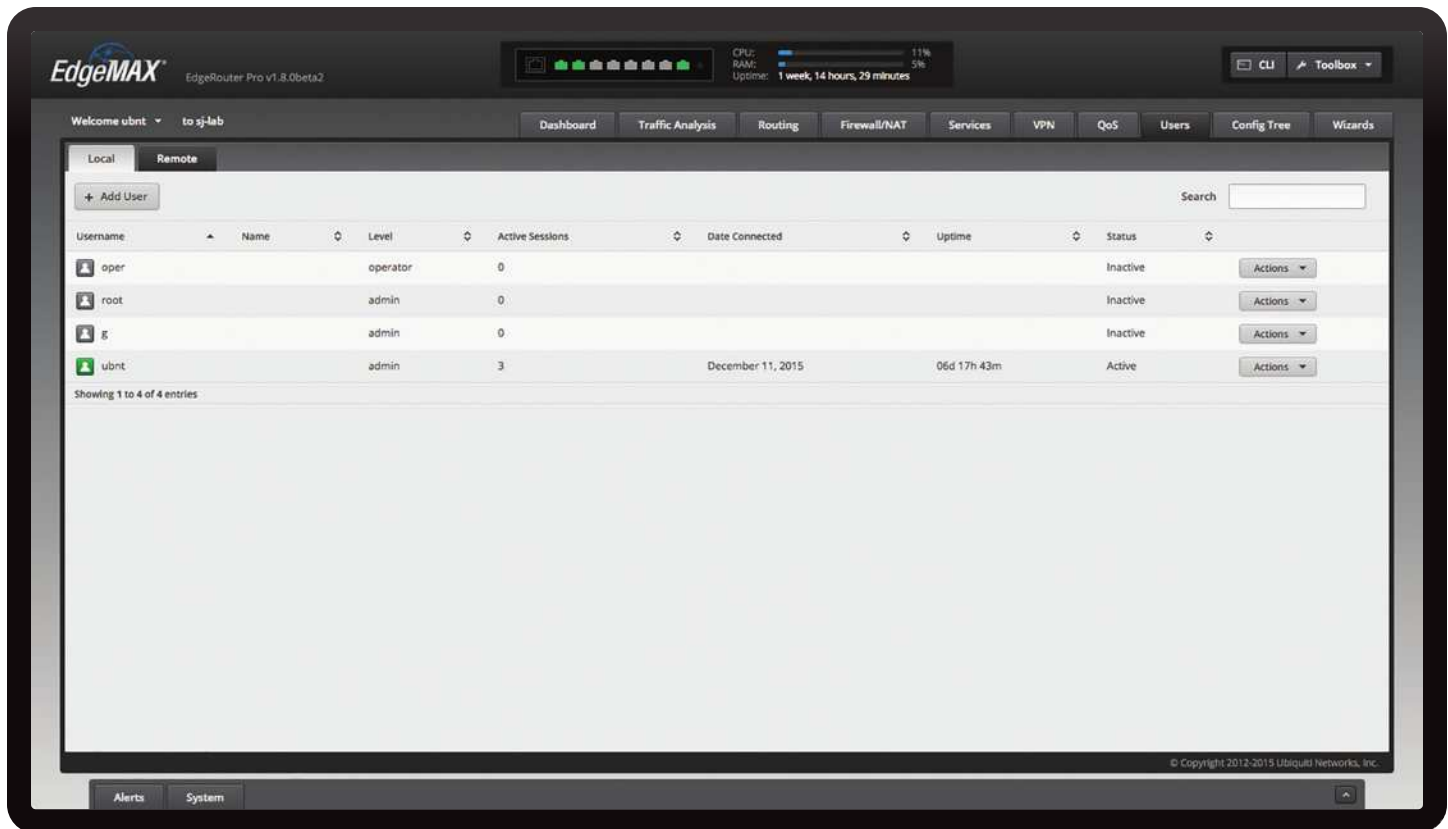 EdgeMAX® EdgeRouter Pro v1.8.0beta2
CPU: 11%
RAM: 5%
Uptime: 1 week, 14 hours, 29 minutes
CLI Toolbox
Welcome ubnt to sj-lab
Dashboard Traffic Analysis Routing Firewall/NAT Services VPN QoS Users Config Tree Wizards
Local Remote
+ Add User Search
Username Name Level Active Sessions Date Connected Uptime Status
oper operator 0 Inactive Actions
root admin 0 Inactive Actions
g admin 0 Inactive Actions
ubnt admin 3 December 11, 2015 06d 17h 43m Active Actions
Showing 1 to 4 of 4 entries
© Copyright 2012-2015 Ubiquiti Networks, Inc.
Alerts System